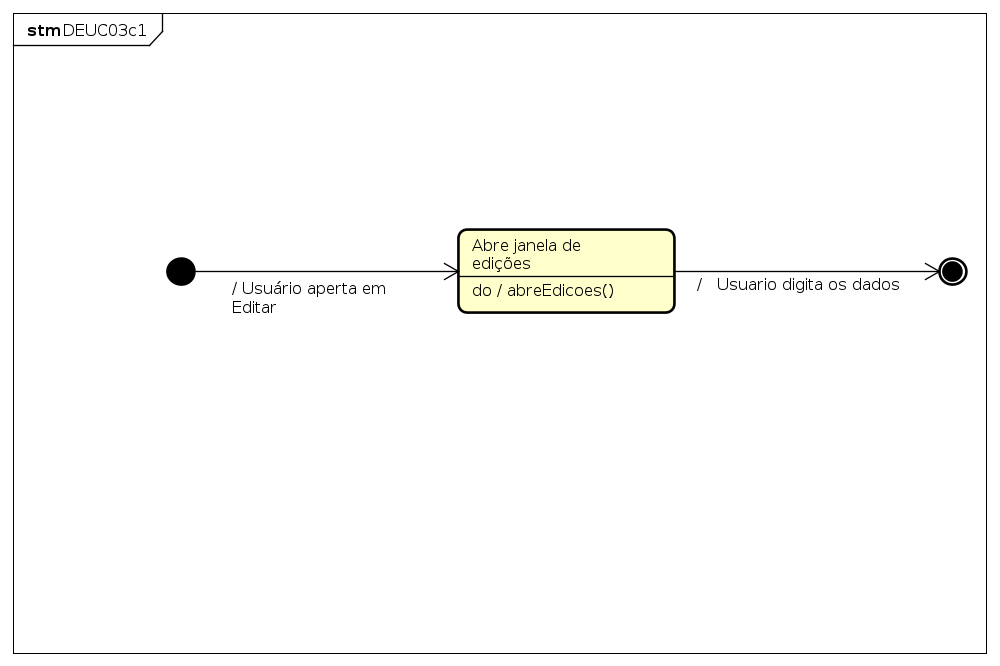 stm DEUC03c1
Abre janela de
edições
do / abreEdicoes()
/ Usuário aperta em
Editar
/ Usuario digita os dados